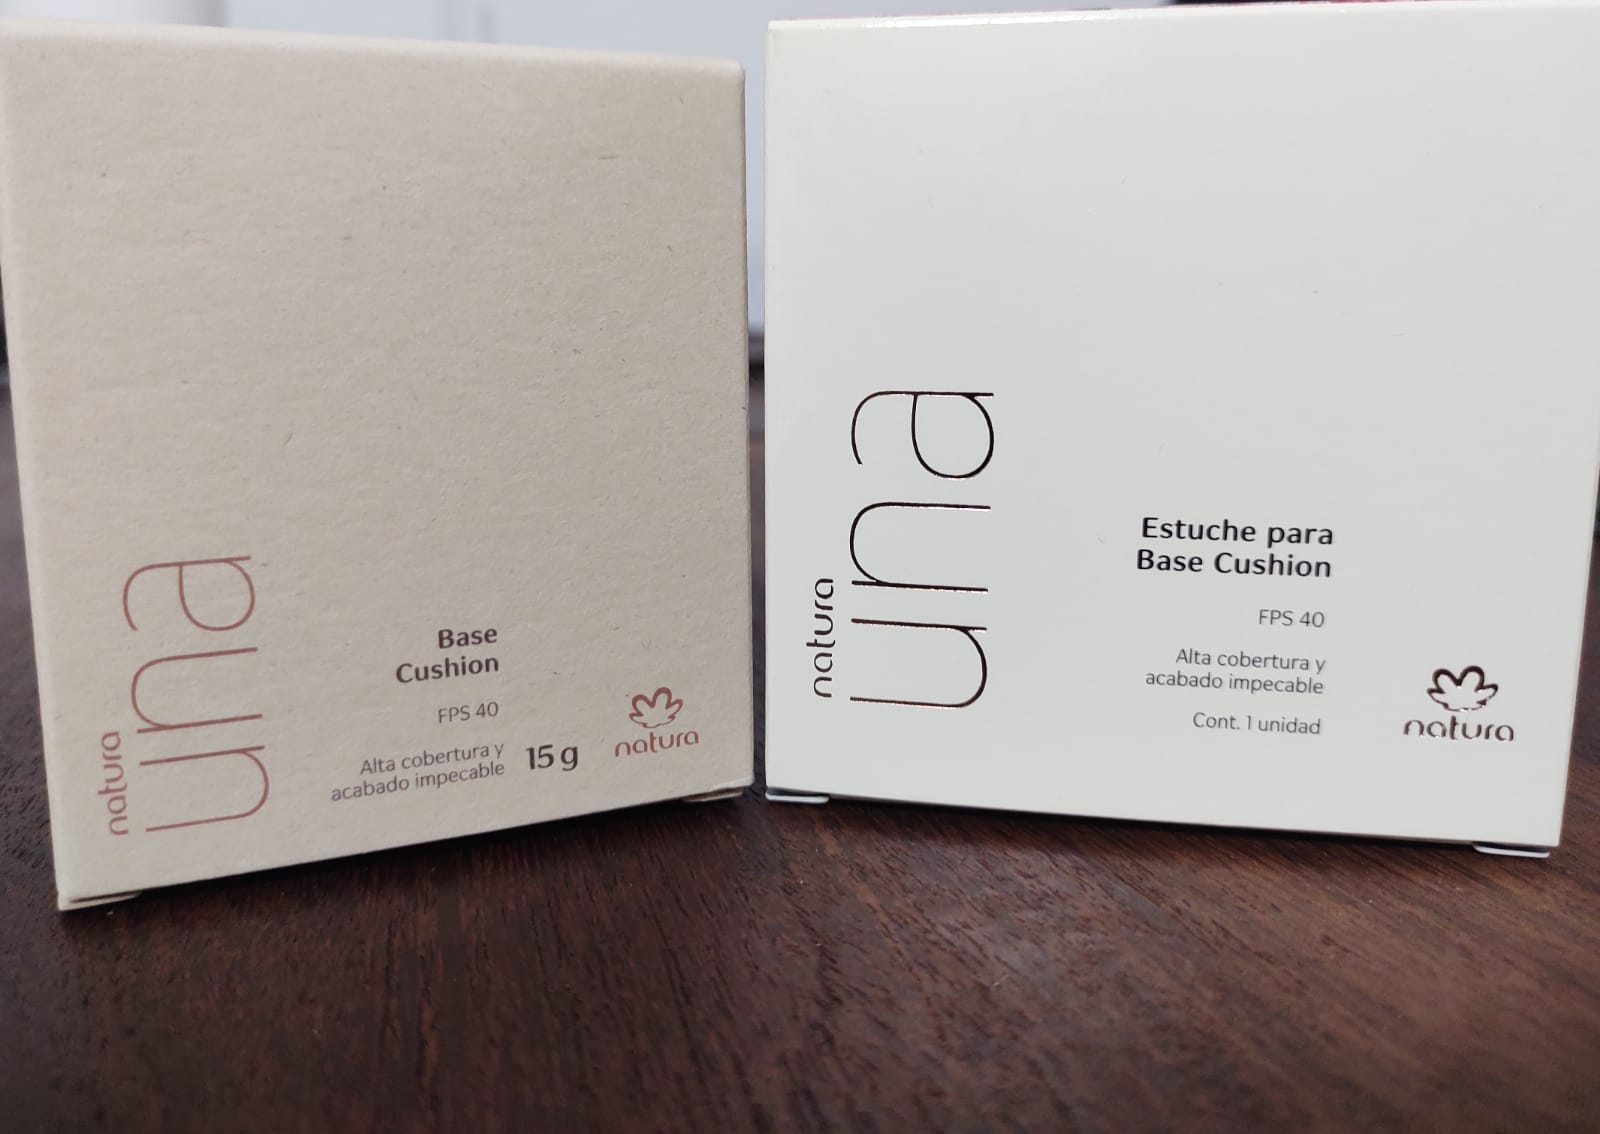 natura
una
Base
Cushion
FPS 40
Alta cobertura y
acabado impecable
15 g
natura
natura
una
Estuche para
Base Cushion
FPS 40
Alta cobertura y
acabado impecable
Cont. 1 unidad
natura